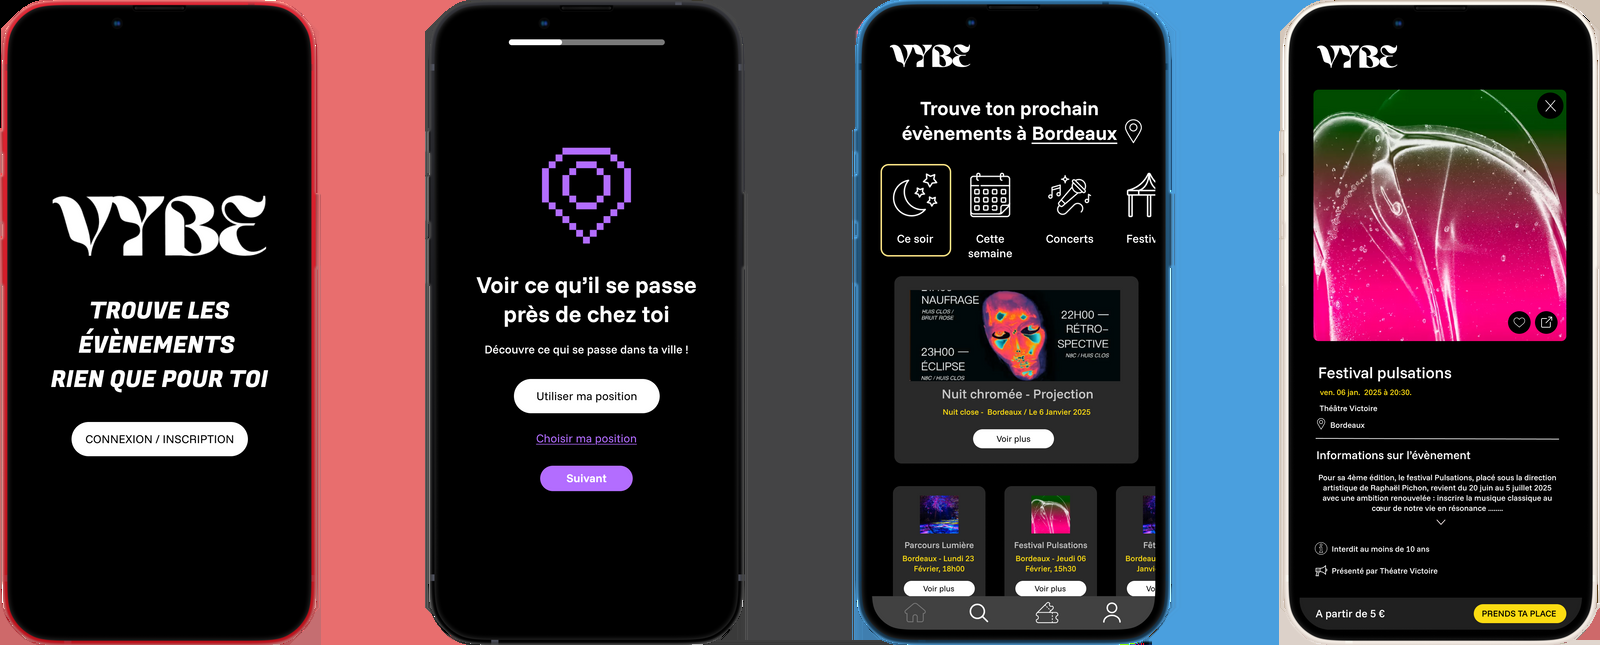 VYBE
TROUVE LES
ÉVÈNEMENTS
RIEN QUE POUR TOI
CONNEXION / INSCRIPTION
Voir ce qu'il se passe
près de chez toi
Découvre ce qui se passe dans ta ville !
Utiliser ma position
Choisir ma position
Suivant
VYBE
Trouve ton prochain
évènements à Bordeaux
Ce soir
Cette
semaine
Concerts
Festiv
NAUFRAGE
HUIS CLOS /
BRUIT ROSE
23H00 —
ÉCLIPSE
N8C / HUIS CLOS
22H00 —
RÉTRO–
SPECTIVE
N8C / HUIS CLOS
Nuit chromée - Projection
Nuit close - Bordeaux / Le 6 Janvier 2025
Voir plus
Parcours Lumière
Bordeaux - Lundi 23
Février, 18h00
Voir plus
Festival Pulsations
Bordeaux - Jeudi 06
Février, 15h30
Voir plus
Fêt
Bordeau
Janvi
Vo
VYBE
Festival pulsations
ven. 06 jan. 2025 à 20:30.
Théâtre Victoire
Bordeaux
Informations sur l'évènement
Pour sa 4ème édition, le festival Pulsations, placé sous la direction
artistique de Raphaël Pichon, revient du 20 juin au 5 juillet 2025
avec une ambition renouvelée : inscrire la musique classique au
cœur de notre vie en résonance ........
Interdit au moins de 10 ans
Présenté par Théatre Victoire
A partir de 5 €
PRENDS TA PLACE